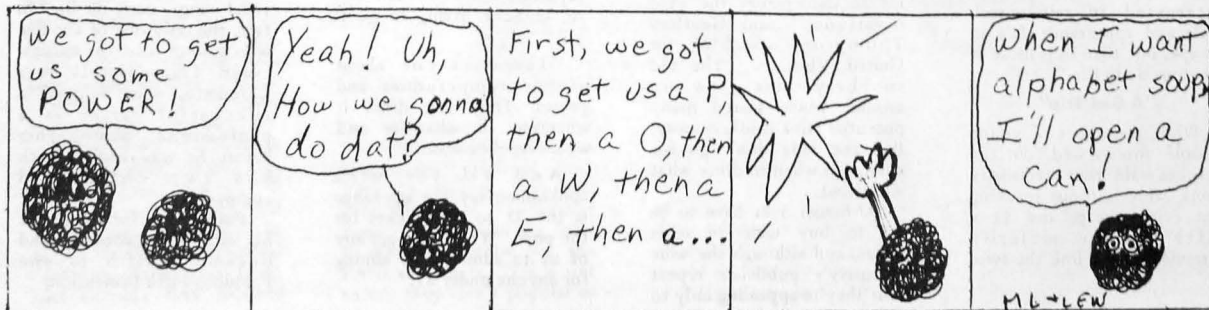 We got to get
us some
POWER!
Yeah! Uh,
How we gonna
do dat?
First, we got
to get us a P
then a O, then
a W, then a
E, then a...
When I want
alphabet soup
I'll open a
can!
ML+LEW